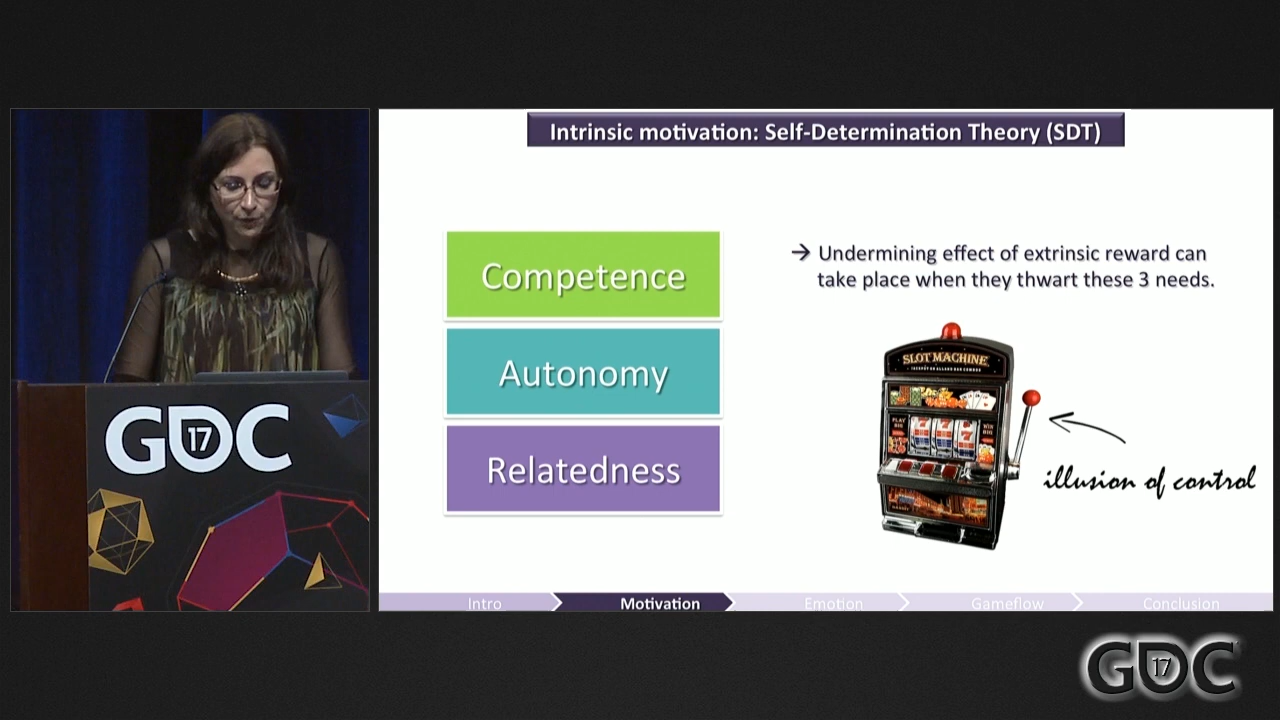 Intrinsic motivation: Self-Determination Theory (SDT)
Competence
Autonomy
Relatedness
→ Undermining effect of extrinsic reward can
take place when they thwart these 3 needs.
SLOT MACHINE
illusion of control
Intro
Motivation
Emotion
Gameflow
Conclusion
GDC
17
GDC
17